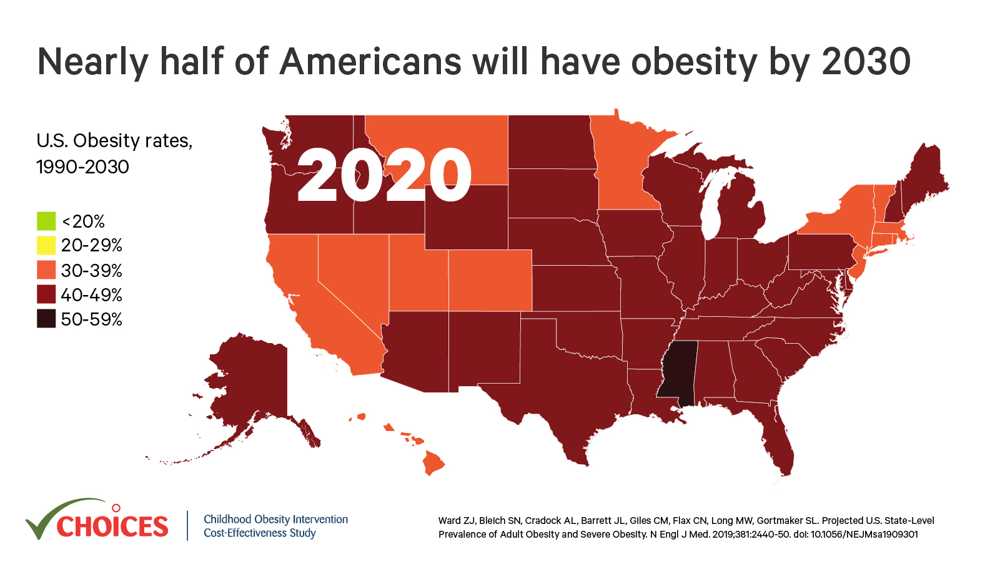 Nearly half of Americans will have obesity by 2030
U.S. Obesity rates,
1990-2030
2020
<20%
20-29%
30-39%
40-49%
50-59%
CHOICES
Childhood Obesity Intervention
Cost-Effectiveness Study
Ward ZJ, Bleich SN, Cradock AL, Barrett JL, Giles CM, Flax CN, Long MW, Gortmaker SL. Projected U.S. State-Level
Prevalence of Adult Obesity and Severe Obesity. N Engl J Med. 2019;381:2440-50. doi: 10.1056/NEJMsa1909301